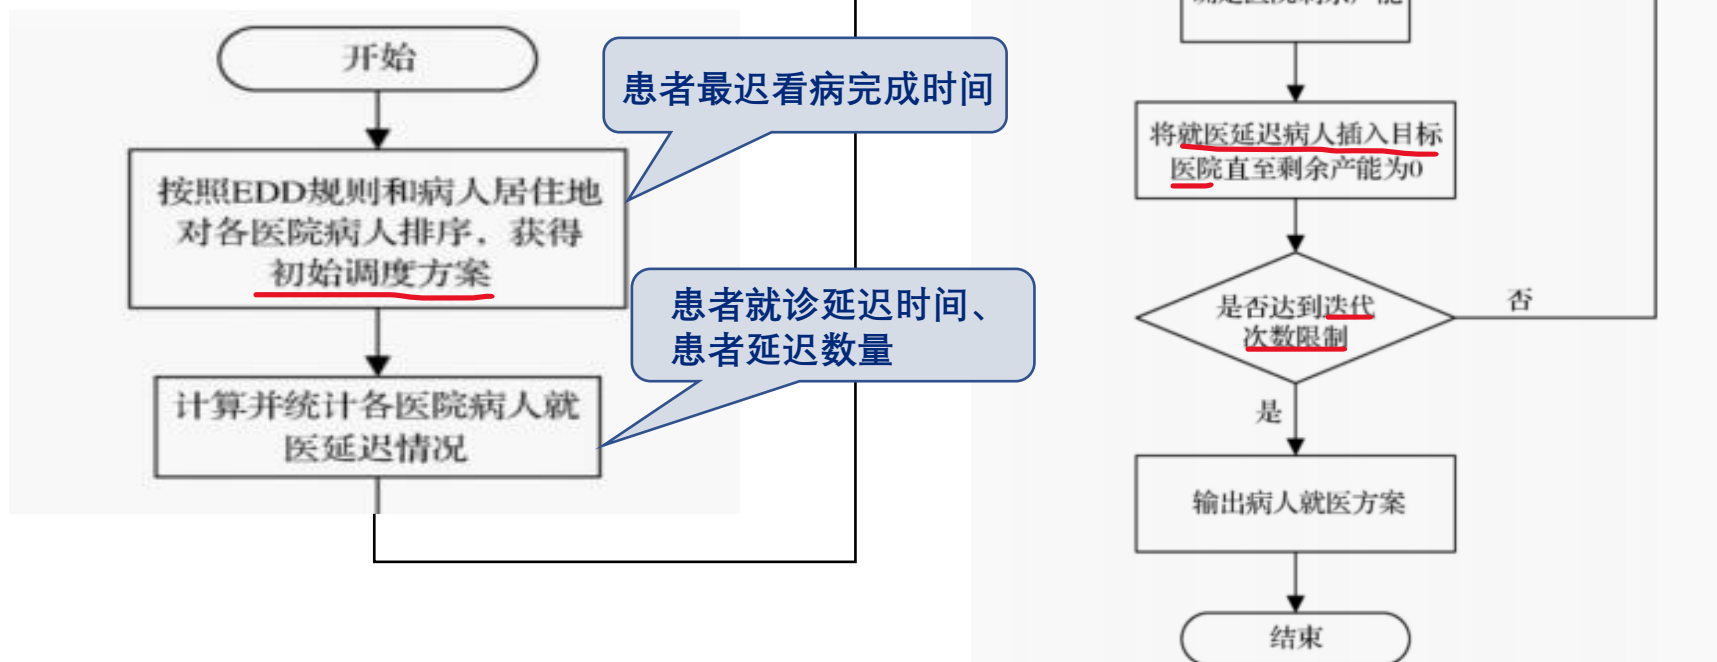 开始
患者最迟看病完成时间
按照EDD规则和病人居住地
对各医院病人排序，获得
初始调度方案
患者就诊延迟时间、
患者延迟数量
计算并统计各医院病人就
医延迟情况
将就医延迟病人插入目标
医院直至剩余产能为0
是否达到迭代
次数限制
否
是
输出病人就医方案
结束